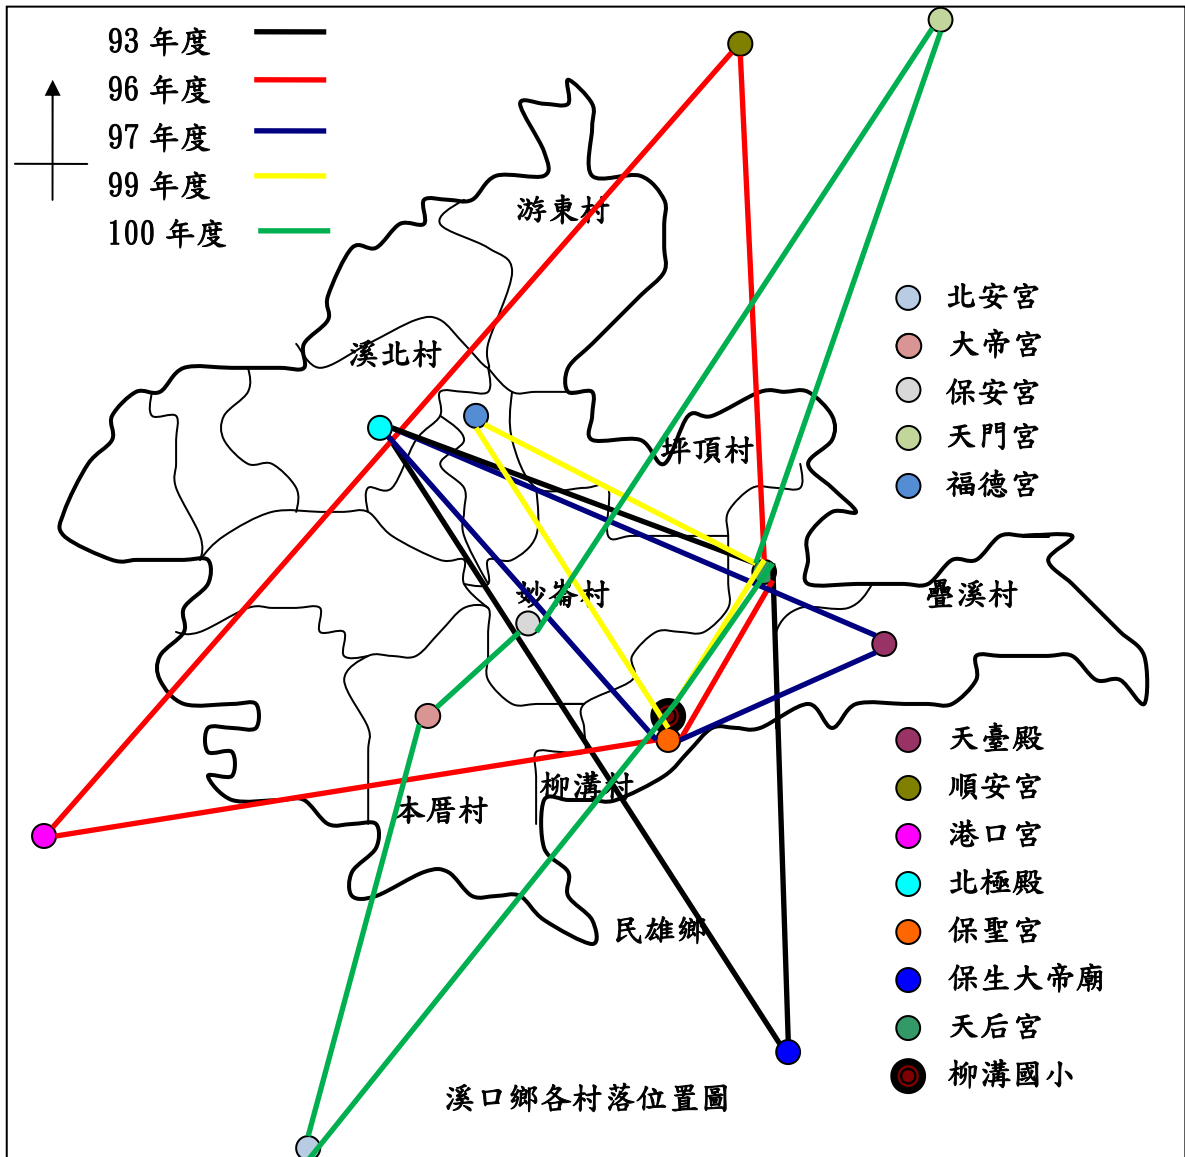 93 年度
96 年度
97 年度
99 年度
100 年度
游東村
北安宮
溪北村
大帝宮
保安宮
天門宮
坪頂村
福德宮
妙崙村
疊溪村
天臺殿
柳溝村
順安宮
本厝村
港口宮
北極殿
民雄鄉
保聖宮
保生大帝廟
天后宮
柳溝國小
溪口鄉各村落位置圖